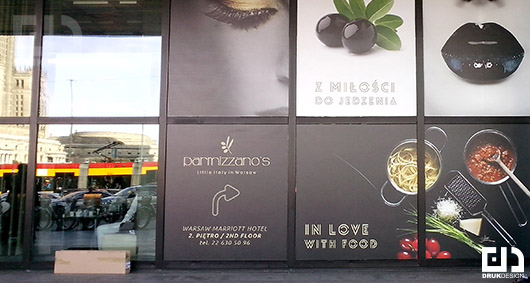 Z MIŁOŚCI
DO JEDZENIA
parmizzano's
Little Italy in Warsaw
WARSAW MARRIOTT HOTEL
2. PIĘTRO / 2ND FLOOR
tel. 22 630 50 96
IN LOVE
WITH FOOD
DRUKDESIGN